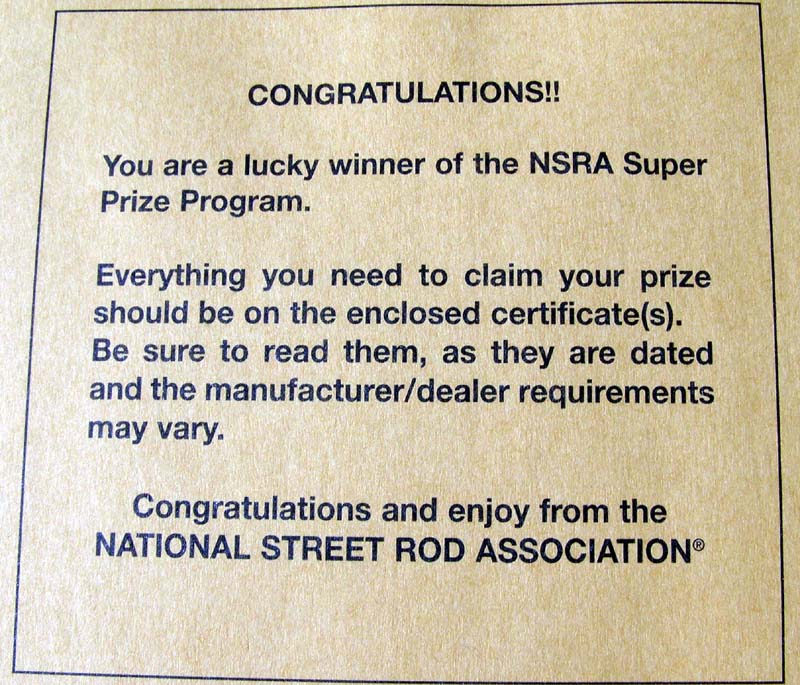 CONGRATULATIONS!!
You are a lucky winner of the NSRA Super
Prize Program.
Everything you need to claim your prize
should be on the enclosed certificate(s).
Be sure to read them, as they are dated
and the manufacturer/dealer requirements
may vary.
Congratulations and enjoy from the
NATIONAL STREET ROD ASSOCIATION®